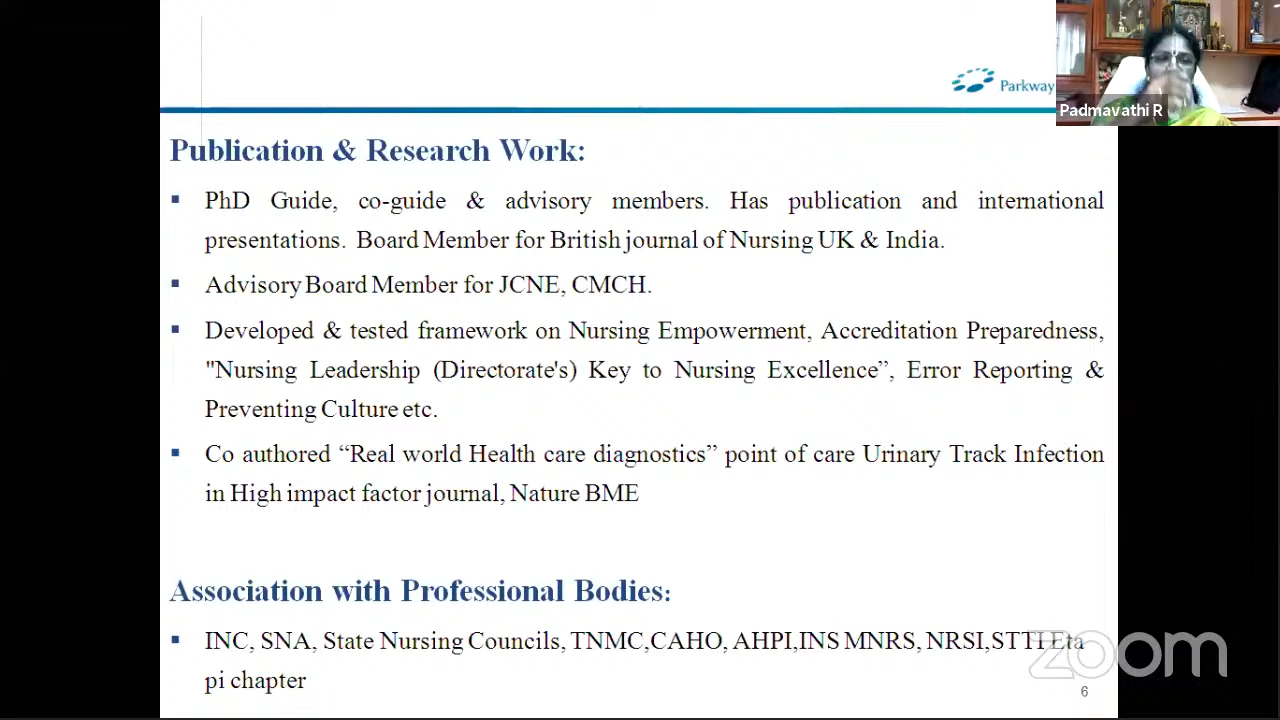 Parkway
Padmavathi R
Publication & Research Work:
PhD Guide, co-guide & advisory members. Has publication and international
presentations. Board Member for British journal of Nursing UK & India.
Advisory Board Member for JCNE, CMCH.
Developed & tested framework on Nursing Empowerment, Accreditation Preparedness,
"Nursing Leadership (Directorate's) Key to Nursing Excellence”, Error Reporting &
Preventing Culture etc.
Co authored “Real world Health care diagnostics” point of care Urinary Track Infection
in High impact factor journal, Nature BME
Association with Professional Bodies:
INC, SNA, State Nursing Councils, TNMC,CAHO, AHPI,INS MNRS, NRSI,STTI Eta
pi chapter
zoom
6